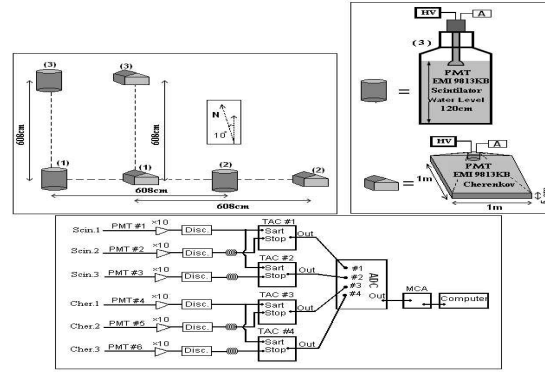 (3)
(3)
608cm
608cm
N
10°
(1)
(1)
(2)
(2)
608cm
608cm
HV
A
(3)
PMT
EMI 9813KB
Scintilator
Water Level
120cm
=
HV
A
PMT
EMI 9813KB
Cherenkov
=
1m
1m
Scin.1 PMT #1 ×10 Disc.
Scin.2 PMT #2 ×10 Disc.
Scin.3 PMT #3 ×10 Disc.
Cher.1 PMT#4 ×10 Disc.
Cher.2 PMT#5 ×10 Disc.
Cher.3 PMT#6 ×10 Disc.
TAC #1
Sart
Stop
Out
TAC #2
Sart
Stop
Out
TAC #3
Sart
Stop
Out
TAC #4
Sart
Stop
Out
#1
#2
#3
#4
ADC
Out
MCA
Computer